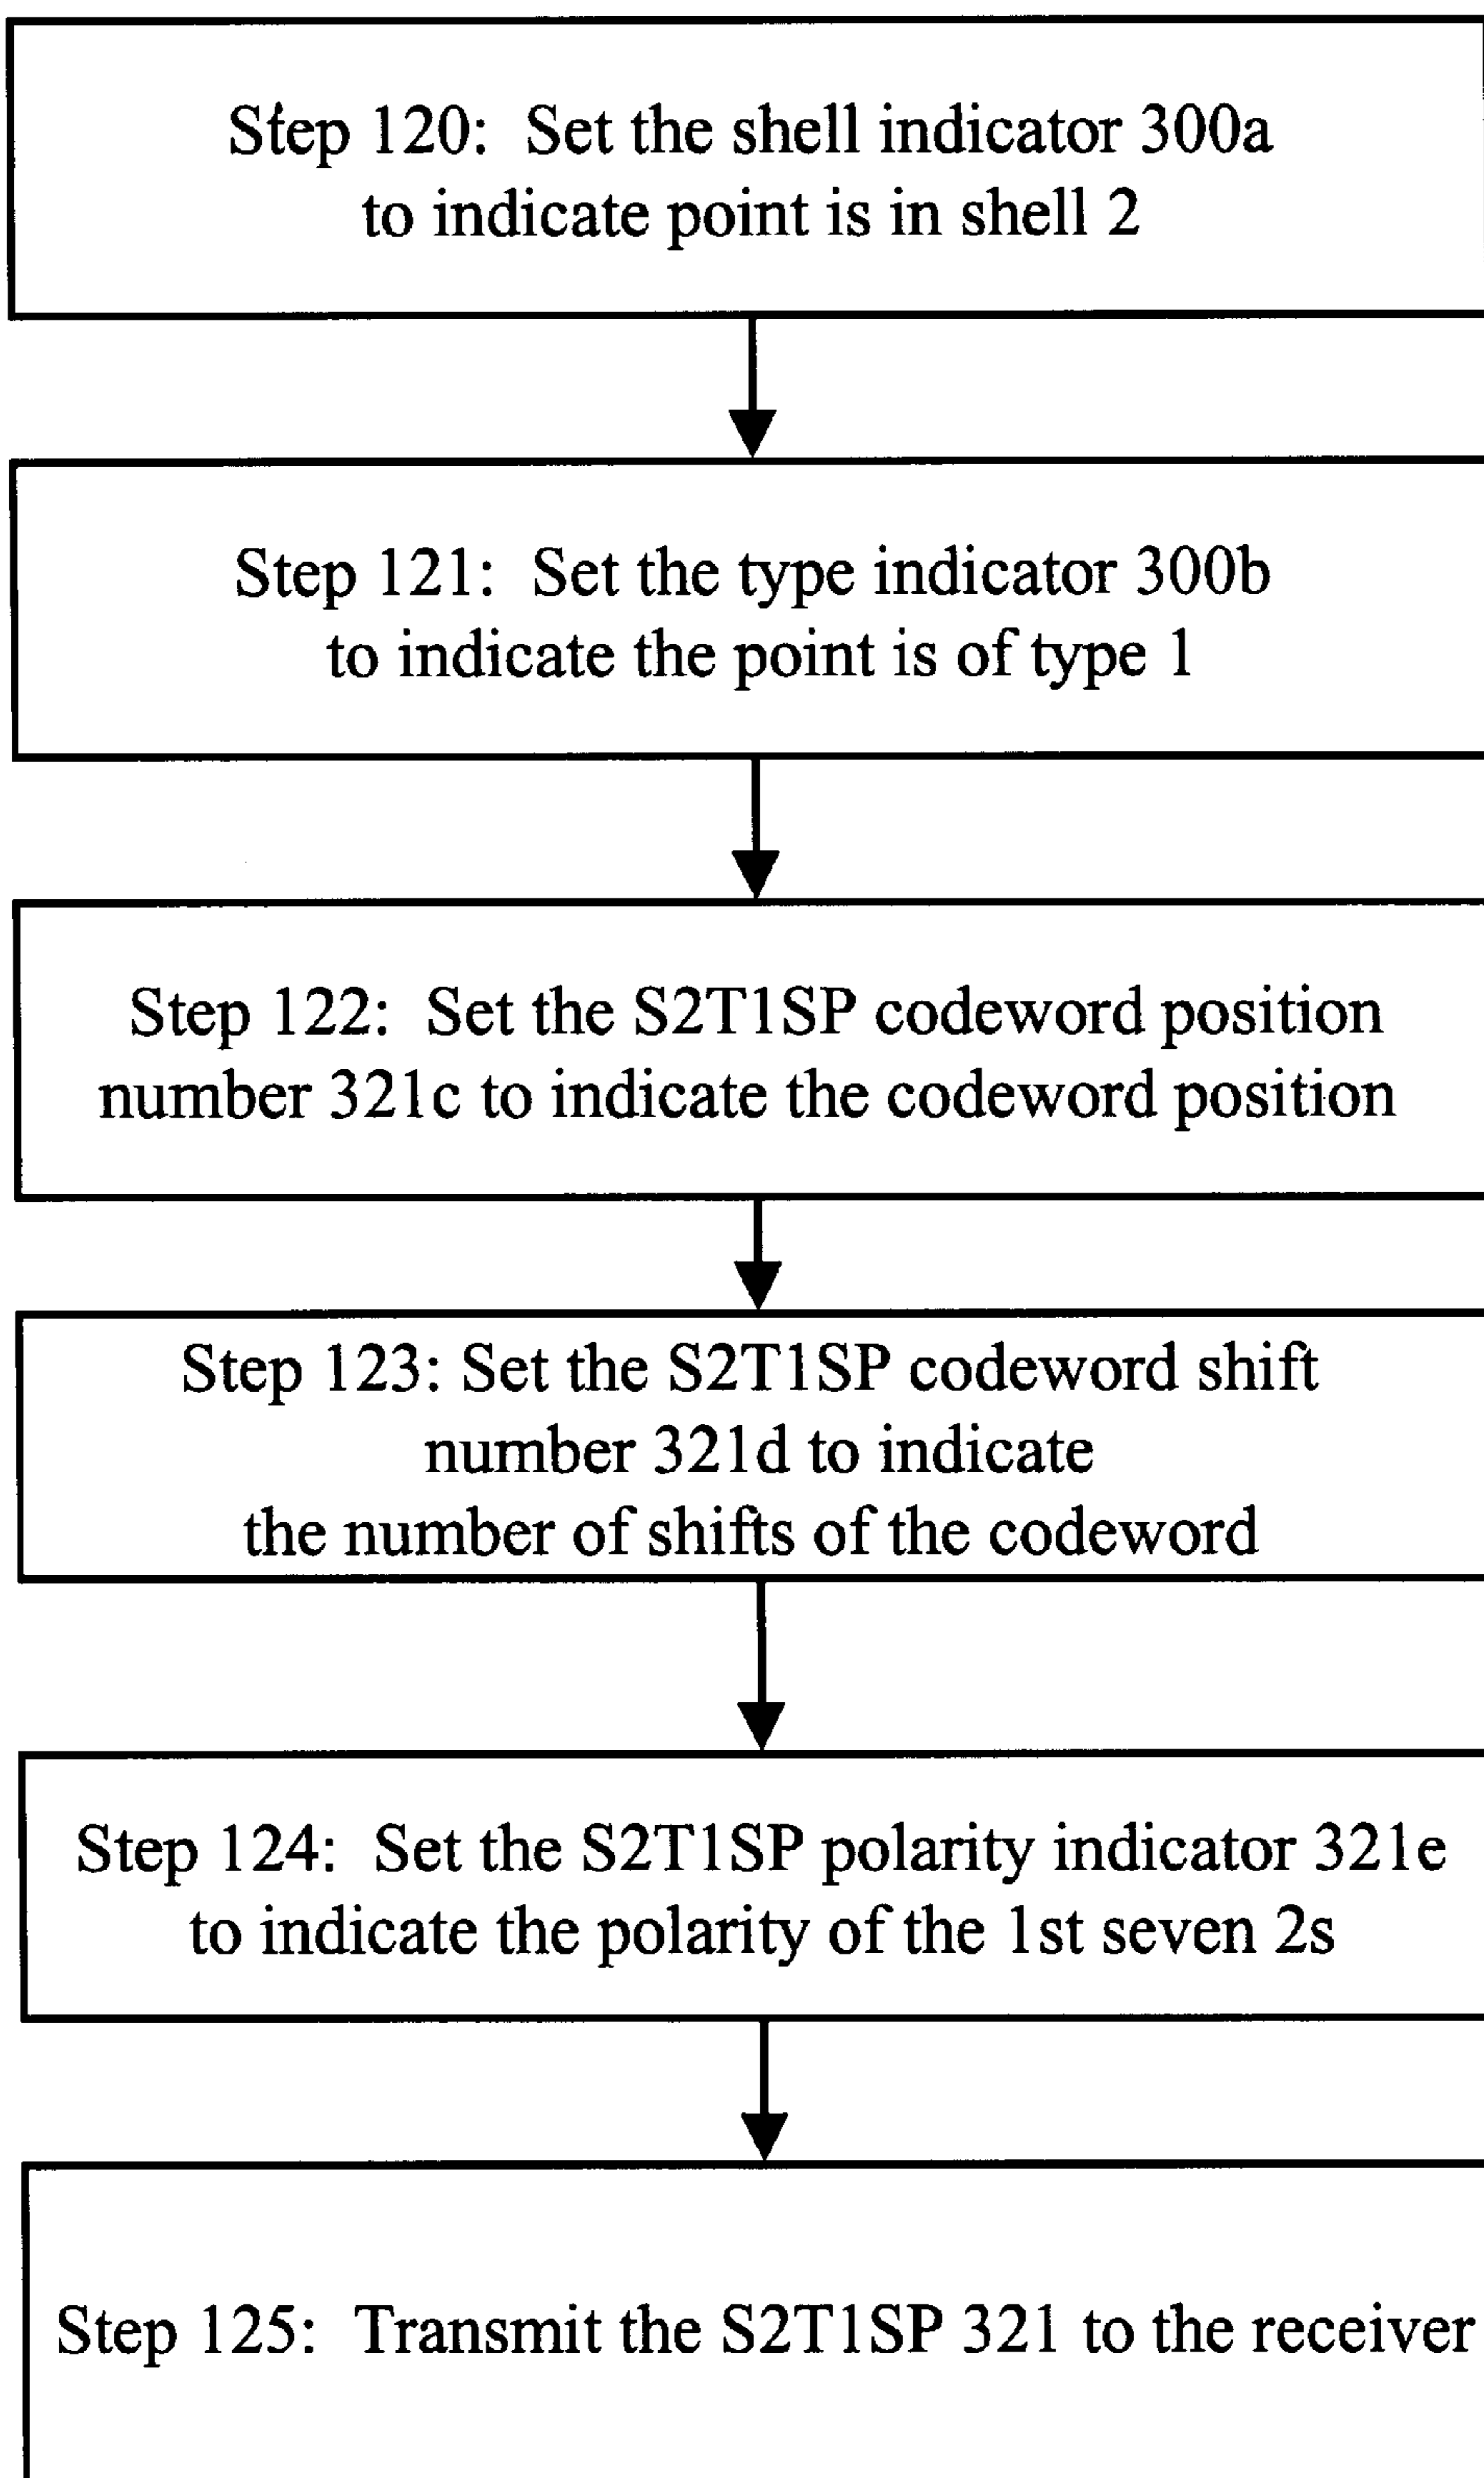 Step 120: Set the shell indicator 300a
to indicate point is in shell 2
Step 121: Set the type indicator 300b
to indicate the point is of type 1
Step 122: Set the S2T1SP codeword position
number 321c to indicate the codeword position
Step 123: Set the S2T1SP codeword shift
number 321d to indicate
the number of shifts of the codeword
Step 124: Set the S2T1SP polarity indicator 321e
to indicate the polarity of the 1st seven 2s
Step 125: Transmit the S2T1SP 321 to the receiver